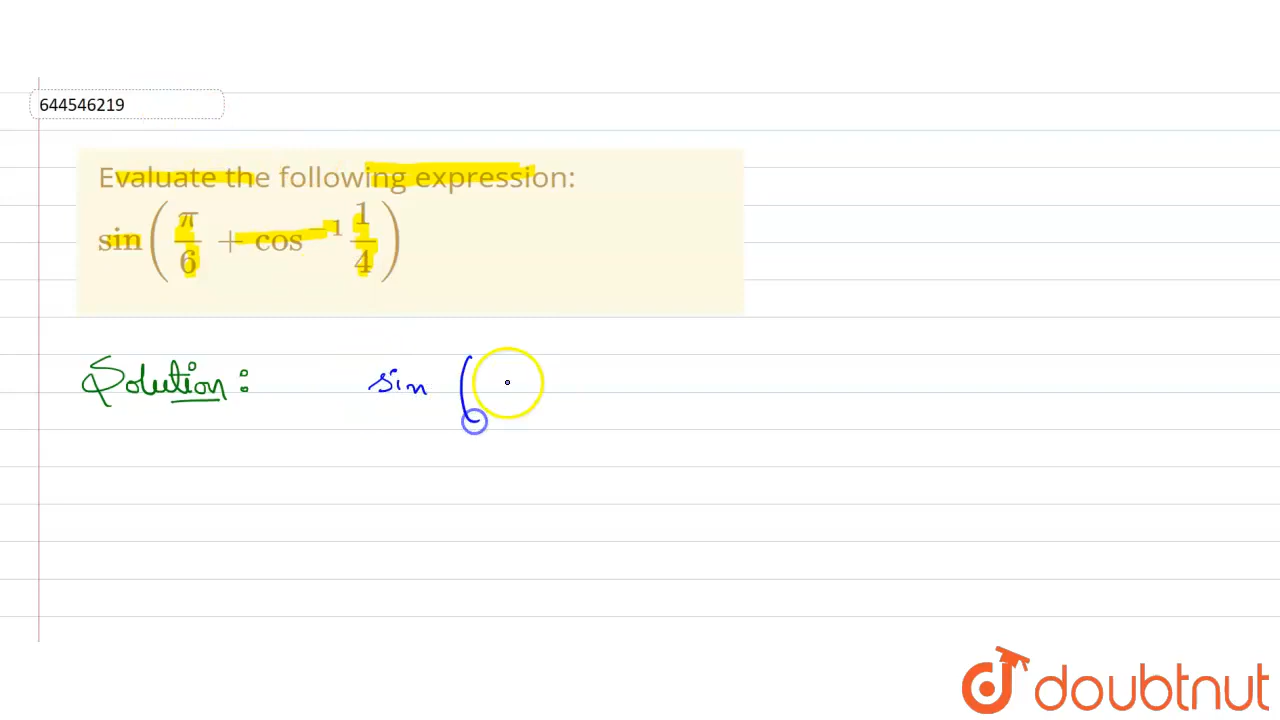 644546219
Evaluate the following expression:
sin(π/6 + cos⁻¹ 1/4)
Solution: sin (
doubtnut